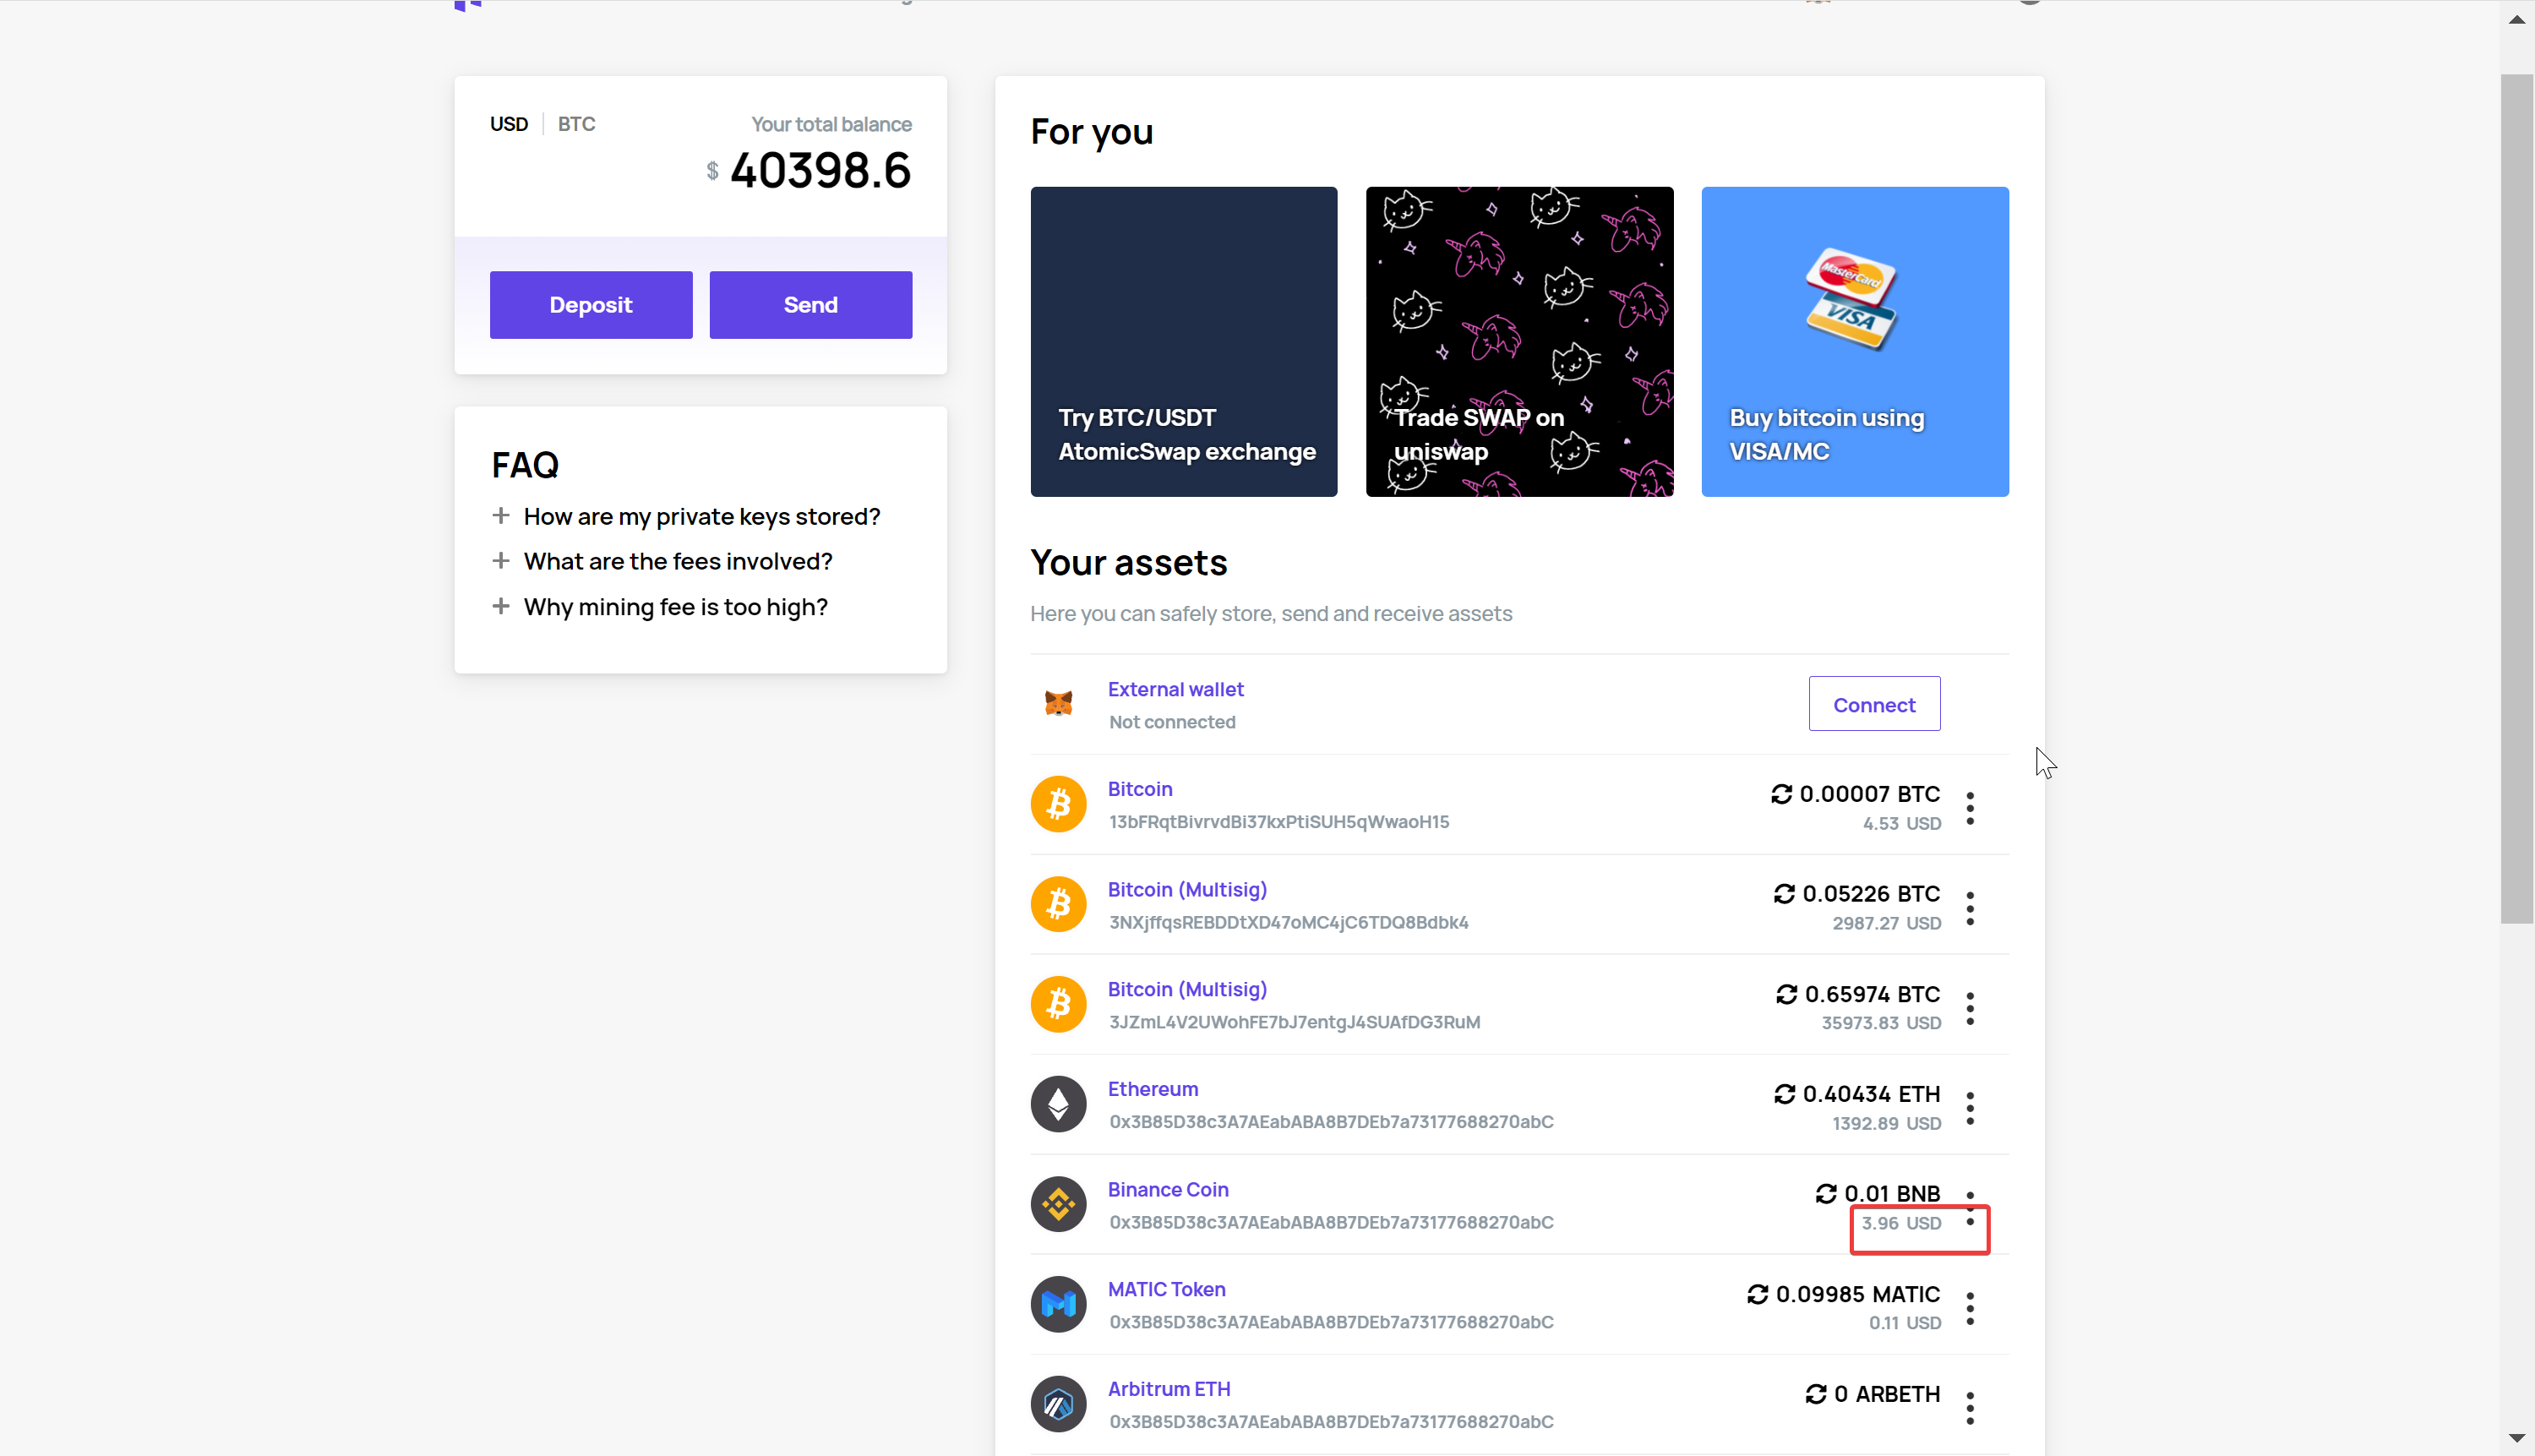 USD BTC
Your total balance
$ 40398.6
Deposit
Send
FAQ
+ How are my private keys stored?
+ What are the fees involved?
+ Why mining fee is too high?
For you
Try BTC/USDT
AtomicSwap exchange
Trade SWAP on
uniswap
MasterCard
VISA
Buy bitcoin using
VISA/MC
Your assets
Here you can safely store, send and receive assets
External wallet
Not connected
Connect
Bitcoin
13bFRqtBivrvdBi37kxPtiSUH5qWwaoH15
0.00007 BTC
4.53 USD
Bitcoin (Multisig)
3NXjffqsREBDDtXD47oMC4jC6TDQ8Bdbk4
0.05226 BTC
2987.27 USD
Bitcoin (Multisig)
3JZmL4V2UWohFE7bJ7entgJ4SUAfDG3RuM
0.65974 BTC
35973.83 USD
Ethereum
0x3B85D38c3A7AEabABA8B7DEb7a73177688270abC
0.40434 ETH
1392.89 USD
Binance Coin
0x3B85D38c3A7AEabABA8B7DEb7a73177688270abC
0.01 BNB
3.96 USD
MATIC Token
0x3B85D38c3A7AEabABA8B7DEb7a73177688270abC
0.09985 MATIC
0.11 USD
Arbitrum ETH
0x3B85D38c3A7AEabABA8B7DEb7a73177688270abC
0 ARBETH